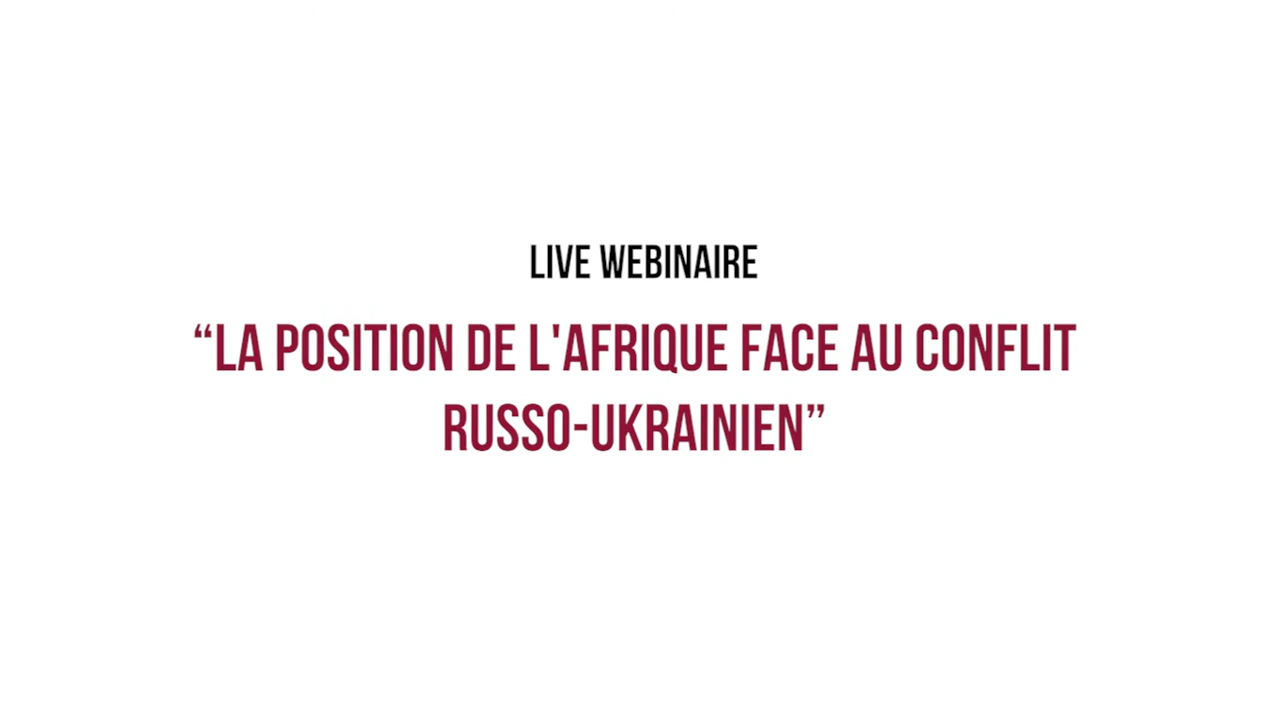 LIVE WEBINAIRE
“LA POSITION DE L'AFRIQUE FACE AU CONFLIT
RUSSO-UKRAINIEN”